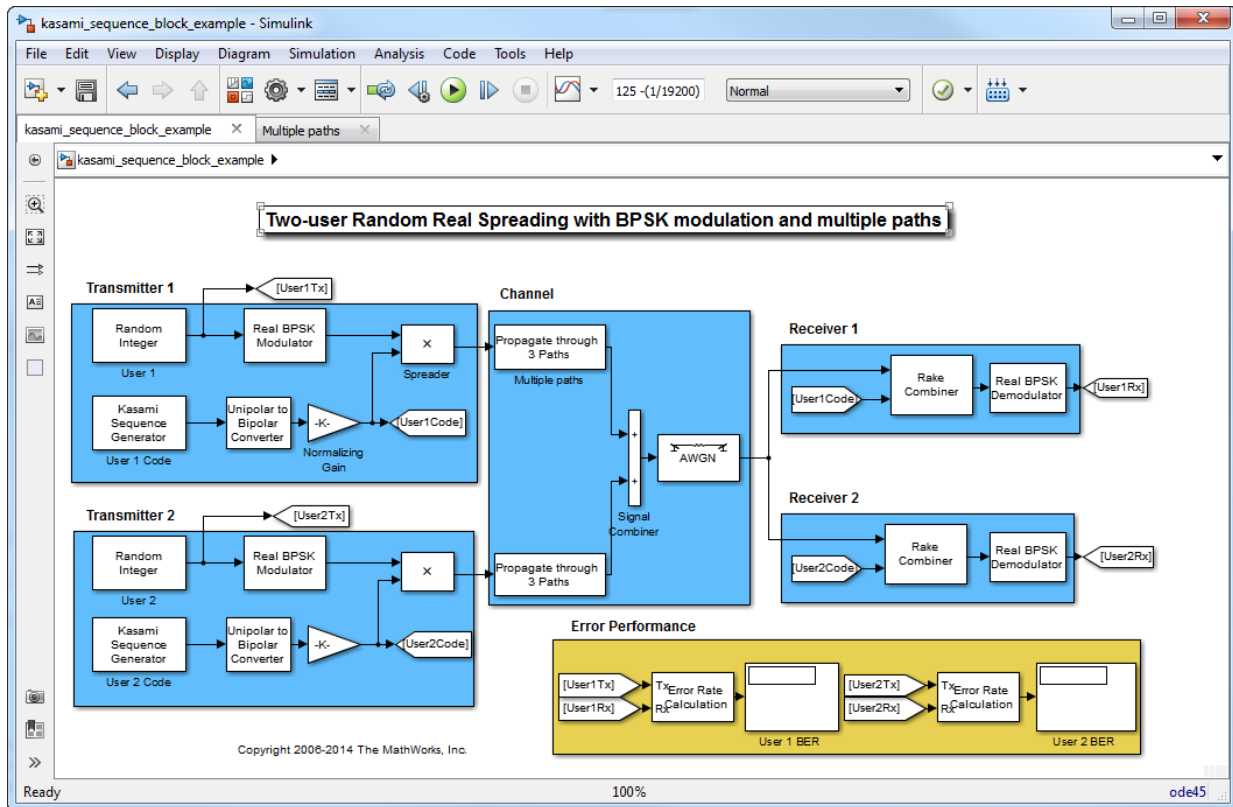 kasami_sequence_block_example - Simulink
File Edit View Display Diagram Simulation Analysis Code Tools Help
125 -(1/19200)
Normal
kasami_sequence_block_example
Multiple paths
kasami_sequence_block_example
Two-user Random Real Spreading with BPSK modulation and multiple paths
Transmitter 1
[User1Tx]
Random
Integer
User 1
Real BPSK
Modulator
×
Spreader
Kasami
Sequence
Generator
User 1 Code
Unipolar to
Bipolar
Converter
-K-
Normalizing
Gain
[User1Code]
Transmitter 2
[User2Tx]
Random
Integer
User 2
Real BPSK
Modulator
×
Kasami
Sequence
Generator
User 2 Code
Unipolar to
Bipolar
Converter
-K-
[User2Code]
Channel
Propagate through
3 Paths
Multiple paths
+
+
Signal
Combiner
AWGN
Propagate through
3 Paths
Receiver 1
[User1Code]
Rake
Combiner
Real BPSK
Demodulator
[User1Rx]
Receiver 2
[User2Code]
Rake
Combiner
Real BPSK
Demodulator
[User2Rx]
Error Performance
[User1Tx]
[User1Rx]
Tx
Rx
Error Rate
Calculation
User 1 BER
[User2Tx]
[User2Rx]
Tx
Rx
Error Rate
Calculation
User 2 BER
Copyright 2006-2014 The MathWorks, Inc.
Ready
100%
ode45